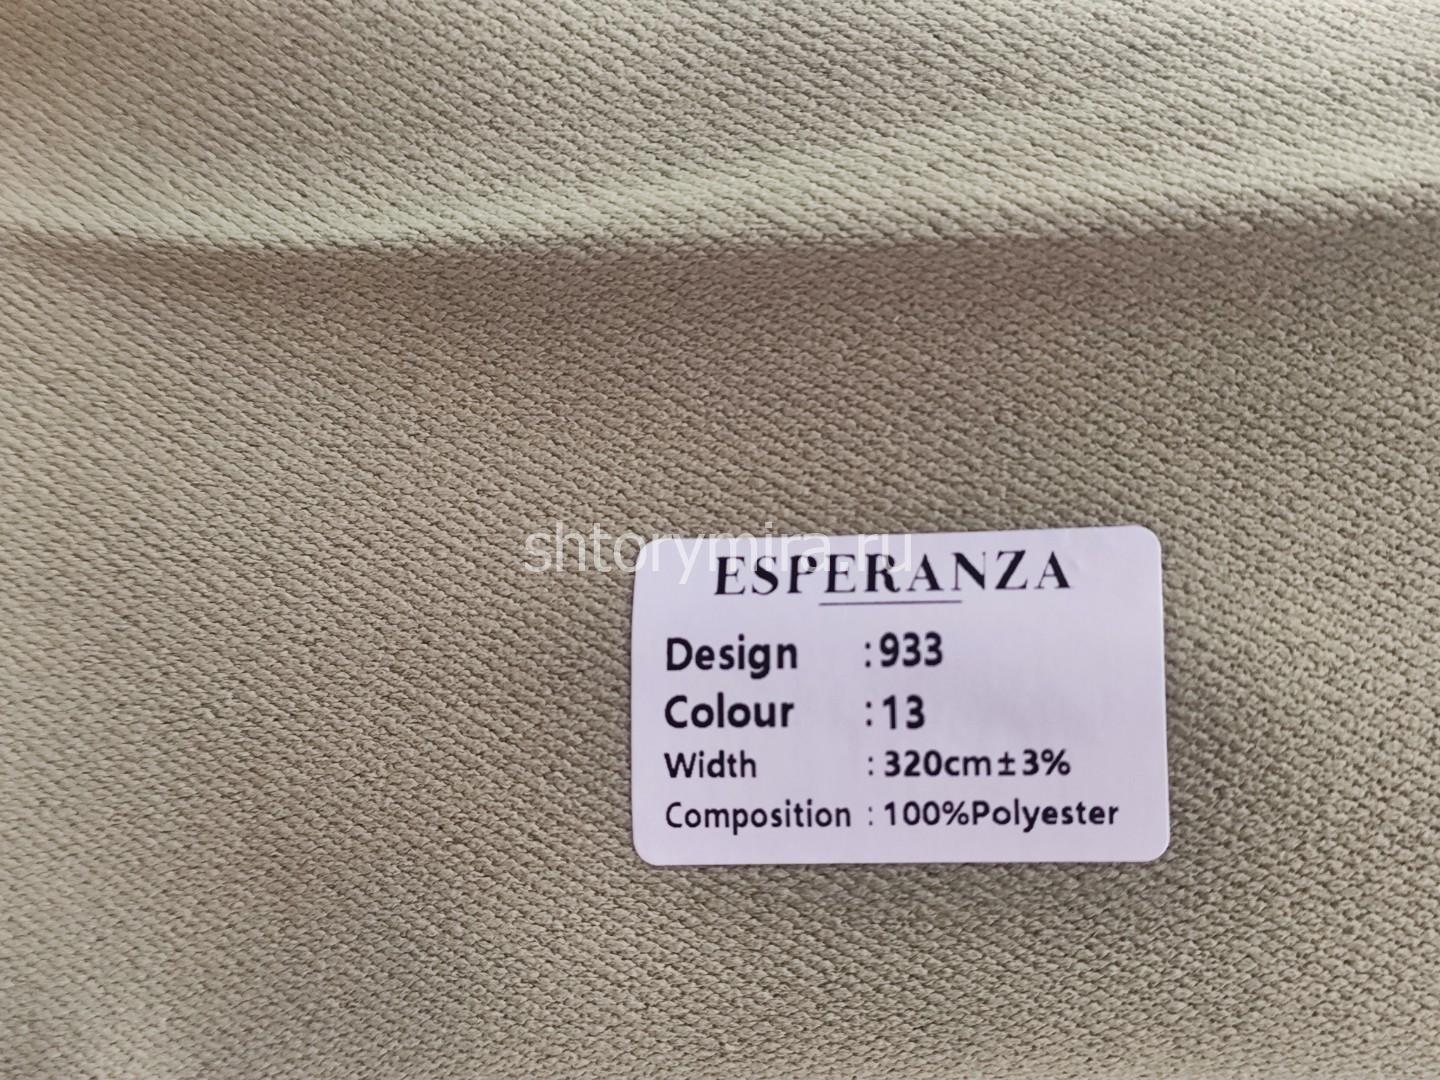 shtorymira.ru
ESPERANZA
Design :933
Colour :13
Width : 320cm±3%
Composition : 100%Polyester